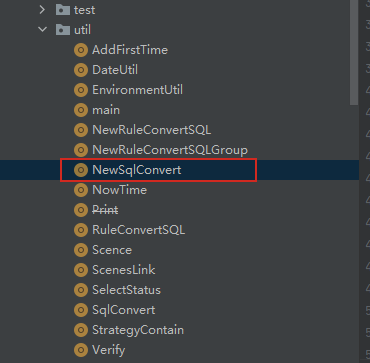 test
util
AddFirstTime
DateUtil
EnvironmentUtil
main
NewRuleConvertSQL
NewRuleConvertSQLGroup
NewSqlConvert
NowTime
Print
RuleConvertSQL
Scence
ScenesLink
SelectStatus
SqlConvert
StrategyContain
Verify